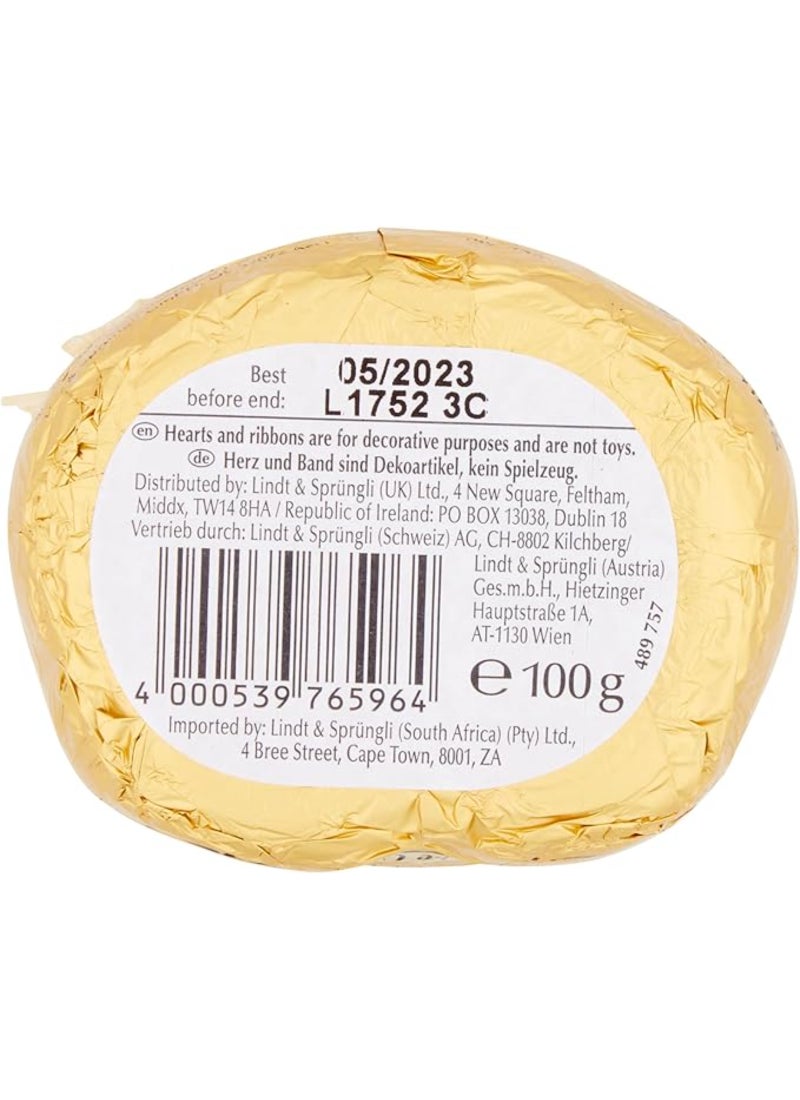 Best 05/2023
before end: L1752 3C
en Hearts and ribbons are for decorative purposes and are not toys.
de Herz und Band sind Dekoartikel, kein Spielzeug.
Distributed by: Lindt & Sprüngli (UK) Ltd., 4 New Square, Feltham,
Middx, TW14 8HA / Republic of Ireland: PO BOX 13038, Dublin 18
Vertrieb durch: Lindt & Sprüngli (Schweiz) AG, CH-8802 Kilchberg/
Lindt & Sprüngli (Austria)
Ges.m.b.H., Hietzinger
Hauptstraße 1A,
AT-1130 Wien
489 757
℮ 100 g
4 000539 765964
Imported by: Lindt & Sprüngli (South Africa) (Pty) Ltd.,
4 Bree Street, Cape Town, 8001, ZA